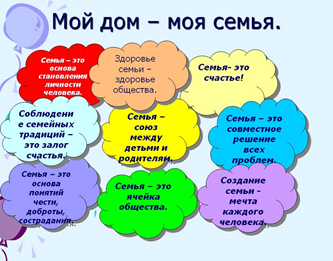 Мой дом – моя семья.
Семья – это
основа
становления
личности
человека.
Здоровье
семьи –
здоровье
общества.
Семья- это
счастье!
Соблюдени
е семейных
традиций –
это залог
счастья.
Семья –
союз
между
детьми и
родителям.
Семья – это
совместное
решение
всех
проблем.
Семья – это
основа
понятий
чести,
доброты,
сострадания.
Семья – это
ячейка
общества.
Создание
семьи -
мечта
каждого
человека.